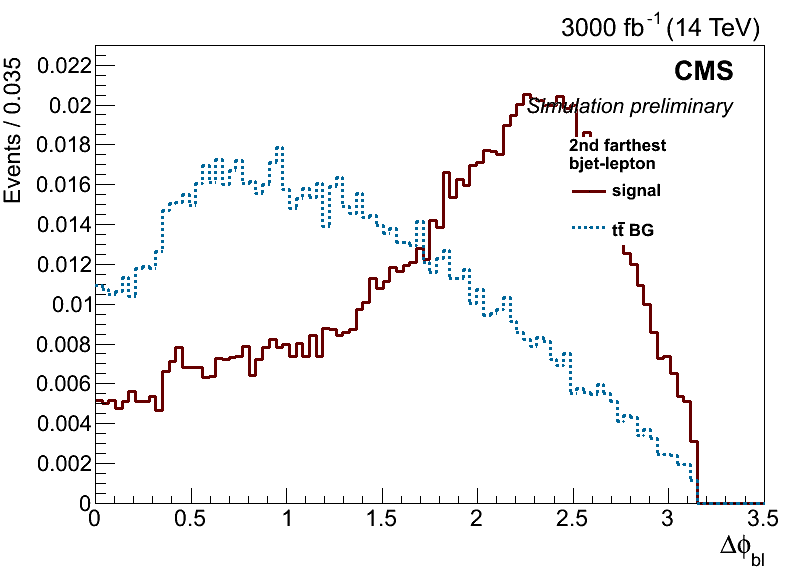 3000 fb⁻¹ (14 TeV)
Events / 0.035
CMS
Simulation preliminary
2nd farthest
bjet-lepton
signal
tt̄ BG
0.022
0.02
0.018
0.016
0.014
0.012
0.01
0.008
0.006
0.004
0.002
0
0 0.5 1 1.5 2 2.5 3 3.5
Δϕ_bl